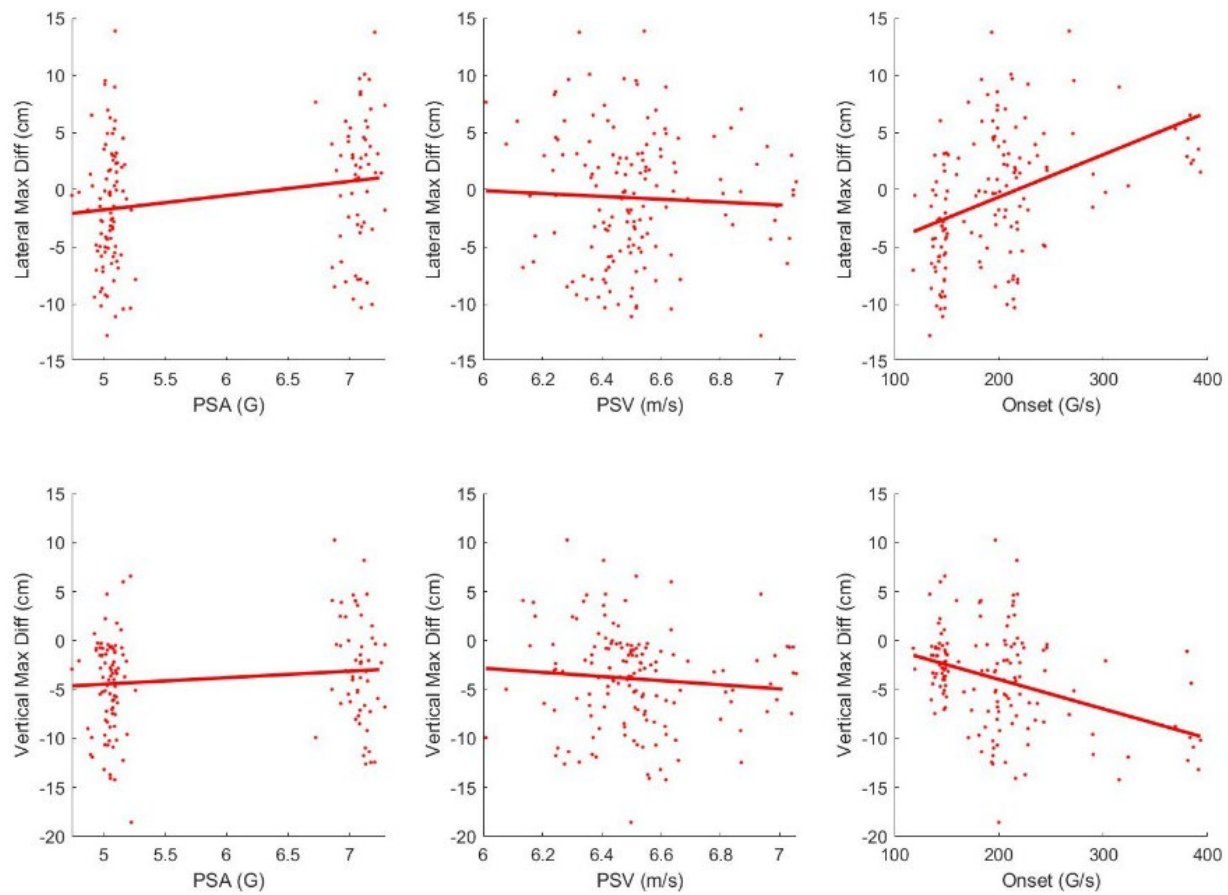 15
10
5
0
-5
-10
-15
Lateral Max Diff (cm)
5 5.5 6 6.5 7
PSA (G)
15
10
5
0
-5
-10
-15
Lateral Max Diff (cm)
6 6.2 6.4 6.6 6.8 7
PSV (m/s)
15
10
5
0
-5
-10
-15
Lateral Max Diff (cm)
100 200 300 400
Onset (G/s)
15
10
5
0
-5
-10
-15
-20
Vertical Max Diff (cm)
5 5.5 6 6.5 7
PSA (G)
15
10
5
0
-5
-10
-15
-20
Vertical Max Diff (cm)
6 6.2 6.4 6.6 6.8 7
PSV (m/s)
15
10
5
0
-5
-10
-15
-20
Vertical Max Diff (cm)
100 200 300 400
Onset (G/s)